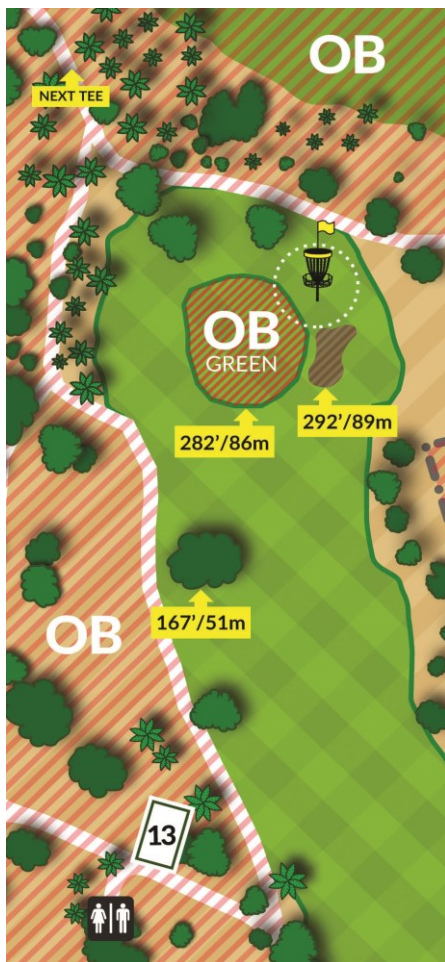 OB
NEXT TEE
OB
GREEN
282'/86m
292'/89m
167'/51m
OB
13